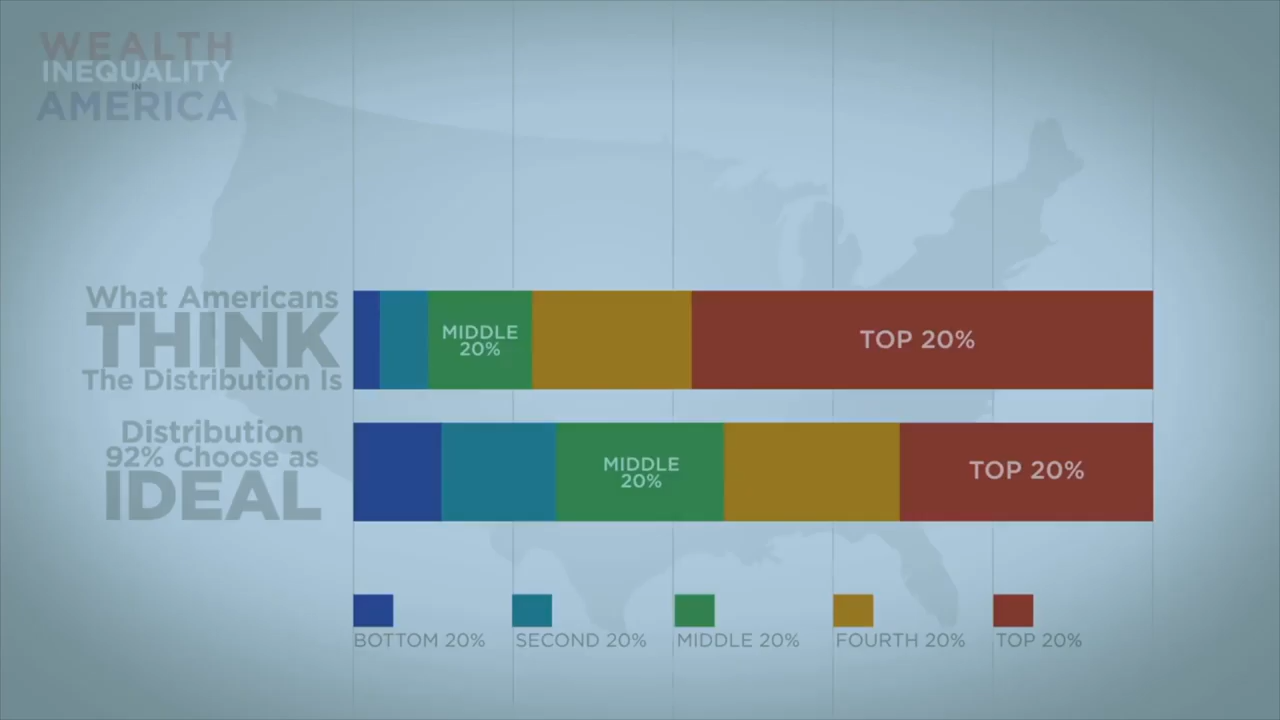 WEALTH
INEQUALITY
IN
AMERICA
What Americans
THINK
The Distribution Is
MIDDLE
20%
TOP 20%
Distribution
92% Choose as
IDEAL
MIDDLE
20%
TOP 20%
BOTTOM 20%
SECOND 20%
MIDDLE 20%
FOURTH 20%
TOP 20%